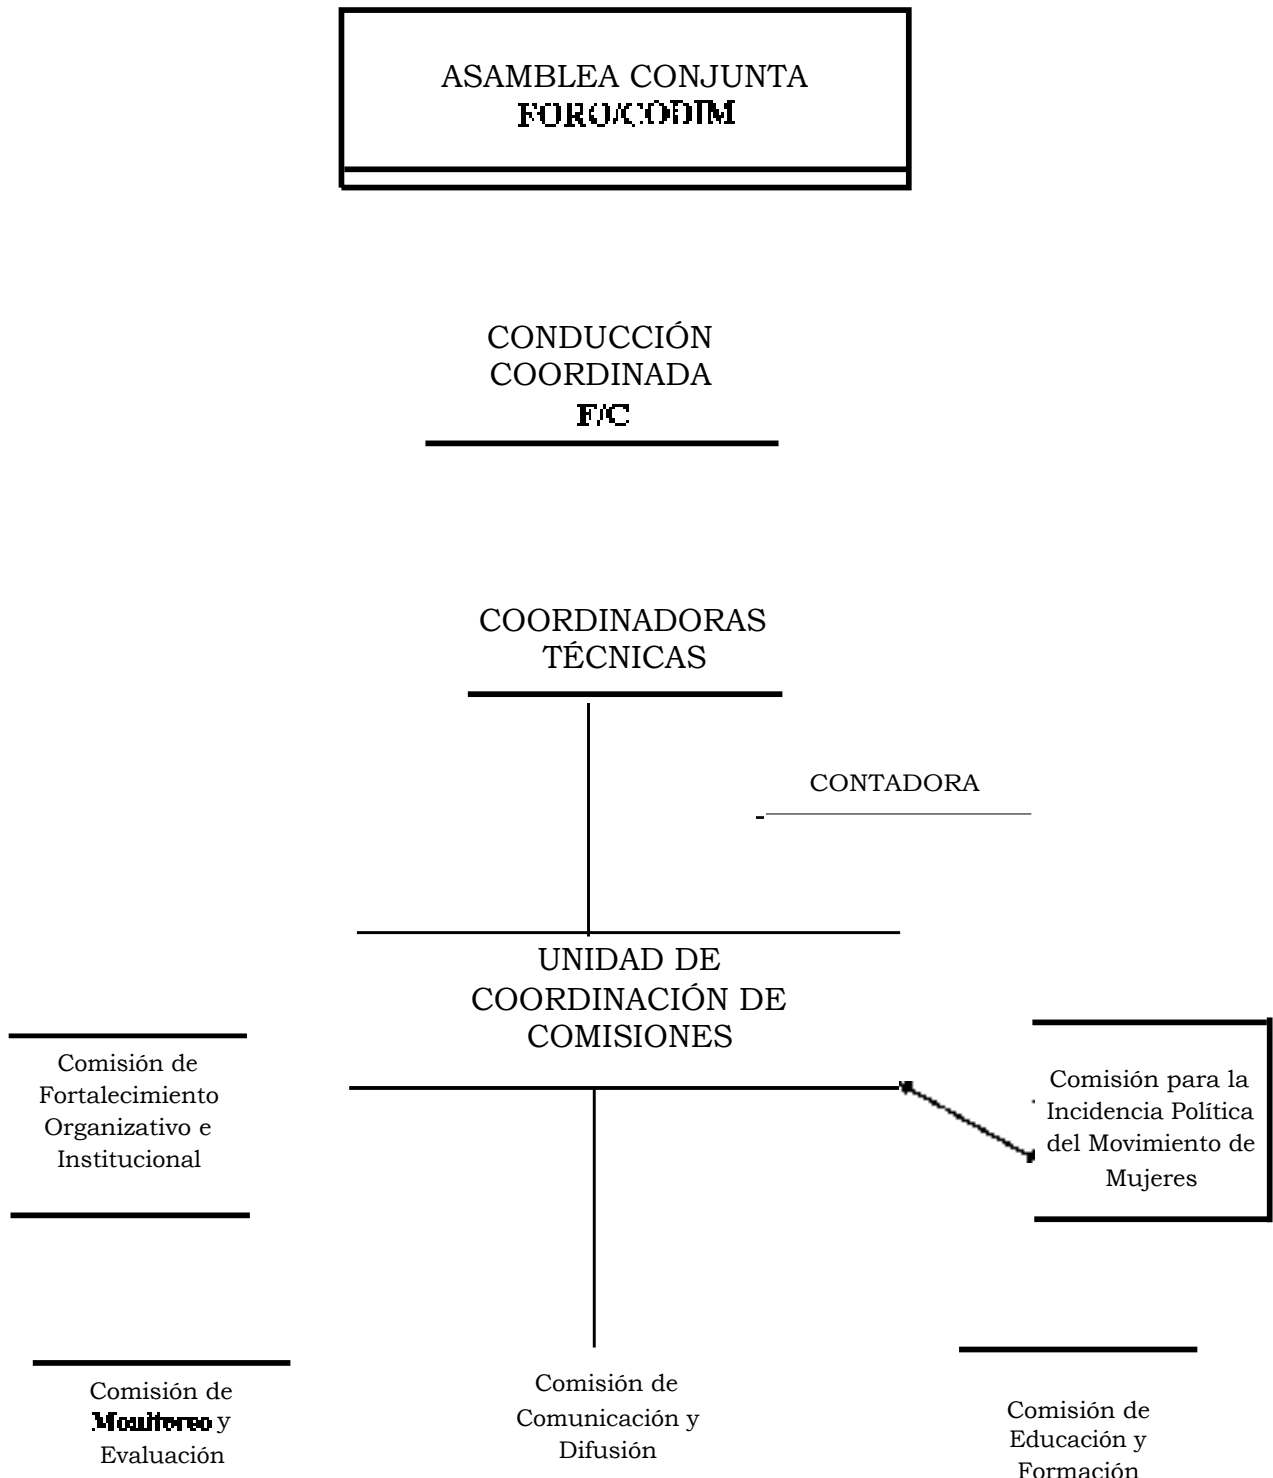 ASAMBLEA CONJUNTA
FORO/CODIM
CONDUCCIÓN
COORDINADA
F/C
COORDINADORAS
TÉCNICAS
CONTADORA
UNIDAD DE
COORDINACIÓN DE
COMISIONES
Comisión de
Fortalecimiento
Organizativo e
Institucional
Comisión para la
Incidencia Política
del Movimiento de
Mujeres
Comisión de
Monitoreo y
Evaluación
Comisión de
Comunicación y
Difusión
Comisión de
Educación y
Formación